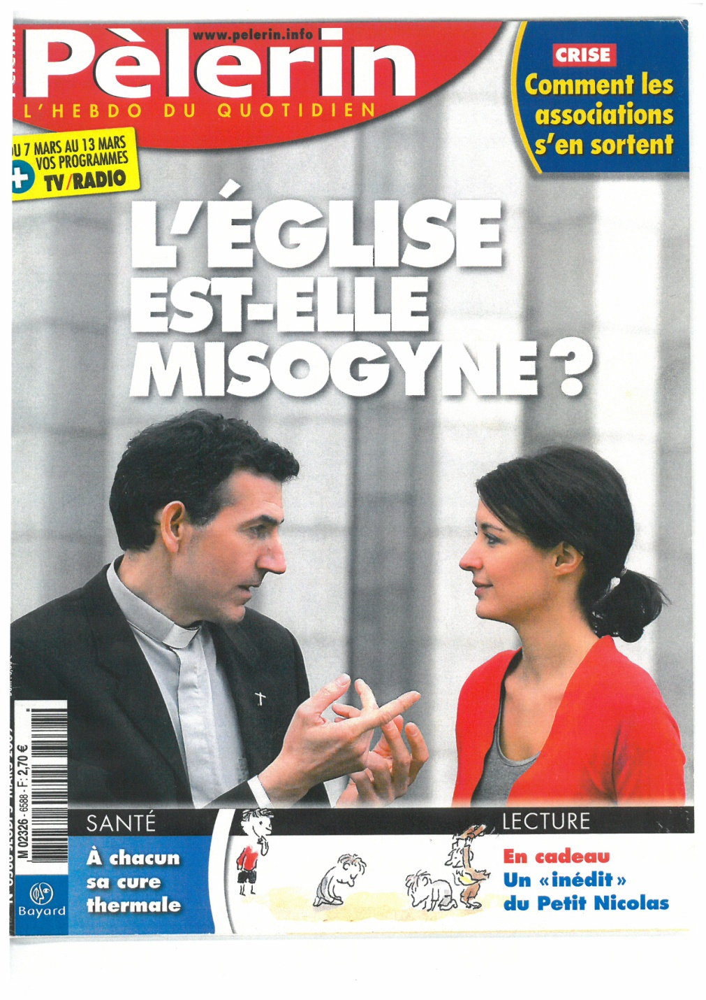 www.pelerin.info
Pèlerin
L'HEBDO DU QUOTIDIEN
CRISE
Comment les
associations
s'en sortent
DU 7 MARS AU 13 MARS
+ VOS PROGRAMMES
TV/RADIO
L'ÉGLISE
EST-ELLE
MISOGYNE ?
M 02326 - 6588 - F: 2,70 €
SANTÉ
À chacun
sa cure
thermale
LECTURE
En cadeau
Un «inédit»
du Petit Nicolas
Bayard